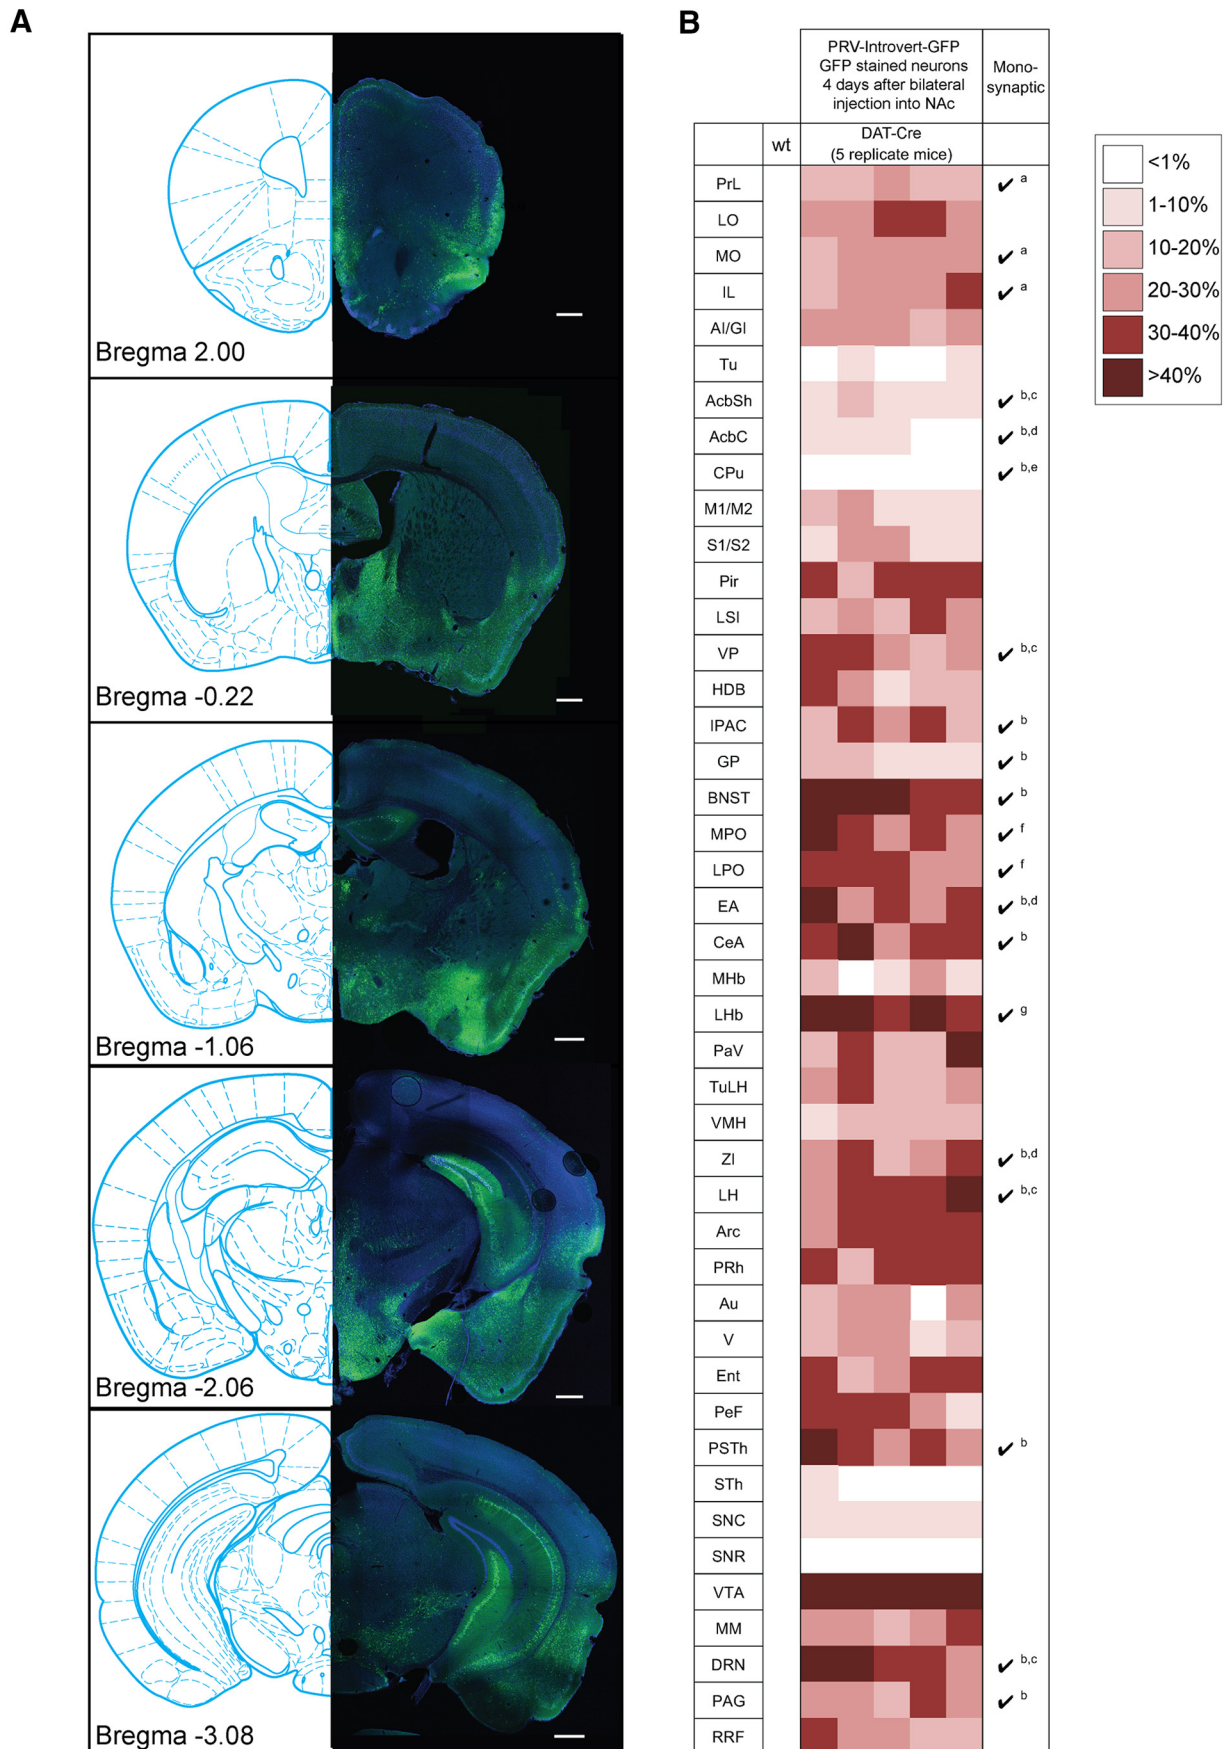 A
Bregma 2.00
Bregma -0.22
Bregma -1.06
Bregma -2.06
Bregma -3.08
B
PRV-Introvert-GFP
GFP stained neurons
4 days after bilateral
injection into NAc
Mono-
synaptic
wt
DAT-Cre
(5 replicate mice)
PrL ✔ a
LO
MO ✔ a
IL ✔ a
AI/GI
Tu
AcbSh ✔ b,c
AcbC ✔ b,d
CPu ✔ b,e
M1/M2
S1/S2
Pir
LSI
VP ✔ b,c
HDB
IPAC ✔ b
GP ✔ b
BNST ✔ b
MPO ✔ f
LPO ✔ f
EA ✔ b,d
CeA ✔ b
MHb
LHb ✔ g
PaV
TuLH
VMH
ZI ✔ b,d
LH ✔ b,c
Arc
PRh
Au
V
Ent
PeF
PSTh ✔ b
STh
SNC
SNR
VTA
MM
DRN ✔ b,c
PAG ✔ b
RRF
<1%
1-10%
10-20%
20-30%
30-40%
>40%